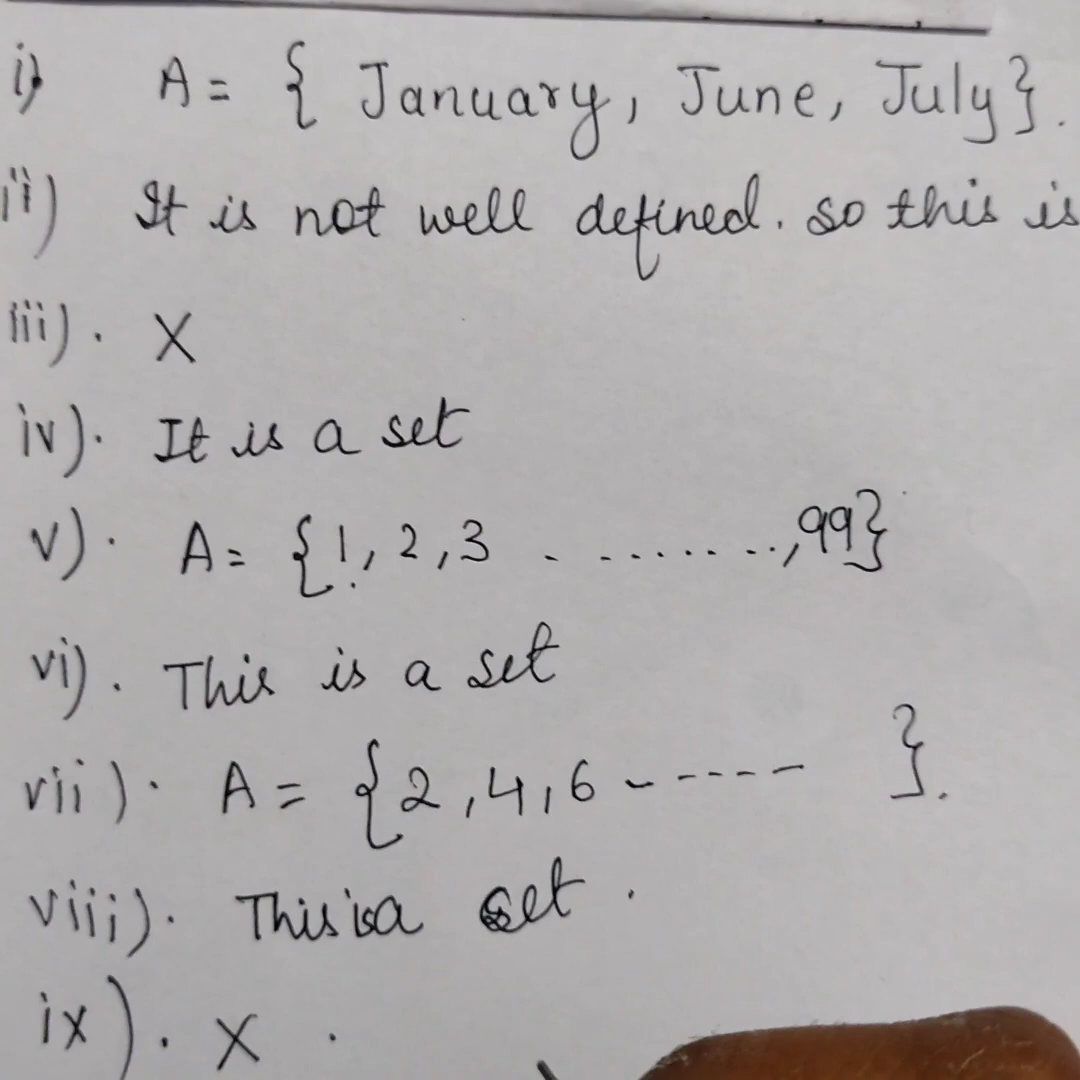 i) A = { January, June, July}.
ii) It is not well defined. so this is
iii). X
iv). It is a set
v). A = {1, 2, 3 . ........, 99}
vi). This is a set
vii). A = {2, 4, 6 ------ }.
viii). This is a set.
ix). X .